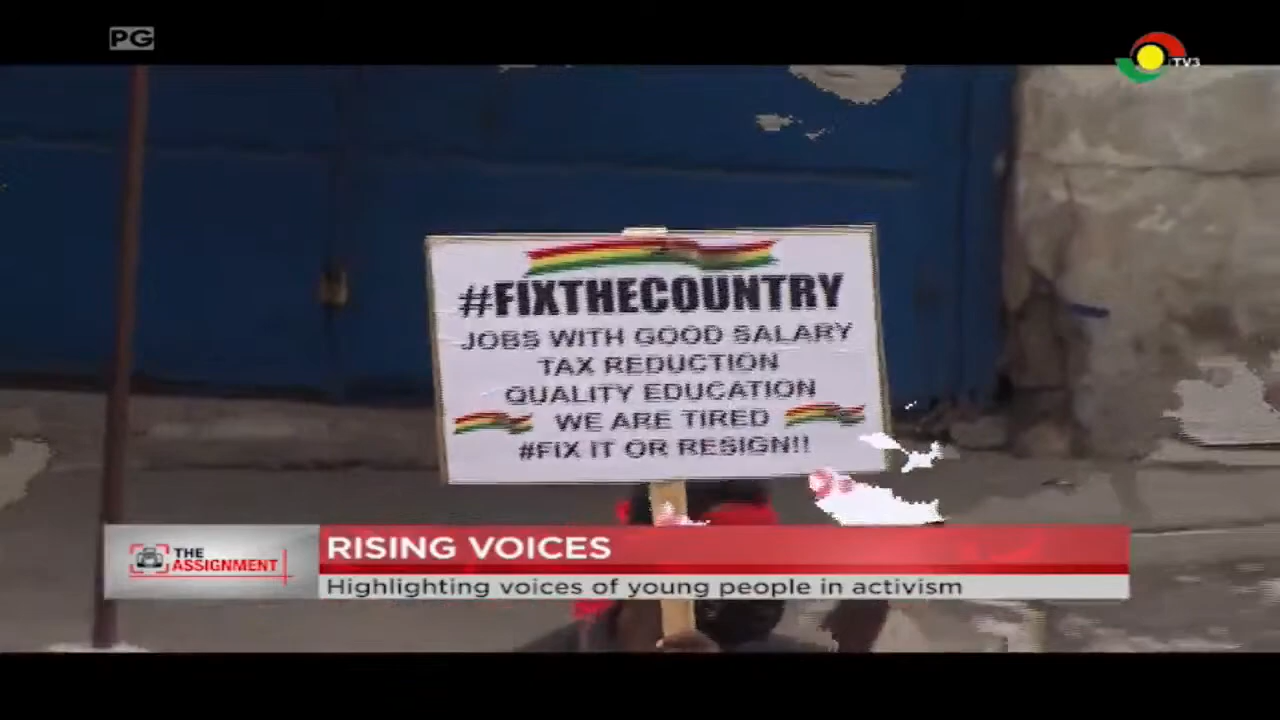 PG
TV3
#FIXTHECOUNTRY
JOBS WITH GOOD SALARY
TAX REDUCTION
QUALITY EDUCATION
WE ARE TIRED
#FIX IT OR RESIGN!!
THE ASSIGNMENT
RISING VOICES
Highlighting voices of young people in activism